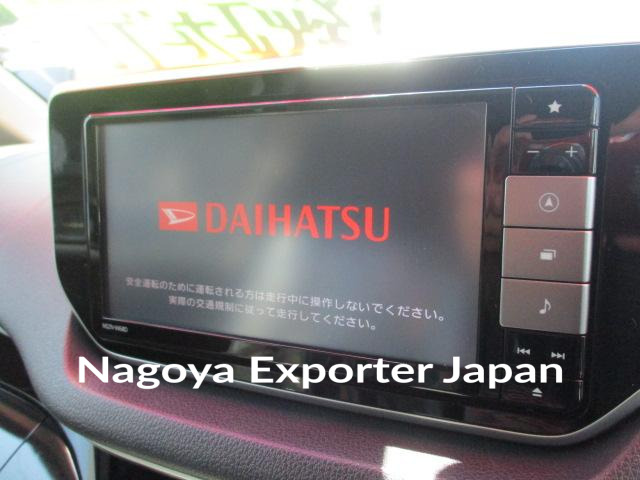 DAIHATSU
安全運転のために運転される方は走行中に操作しないでください。
実際の交通規制に従って走行してください。
NSZN-W68D
Nagoya Exporter Japan